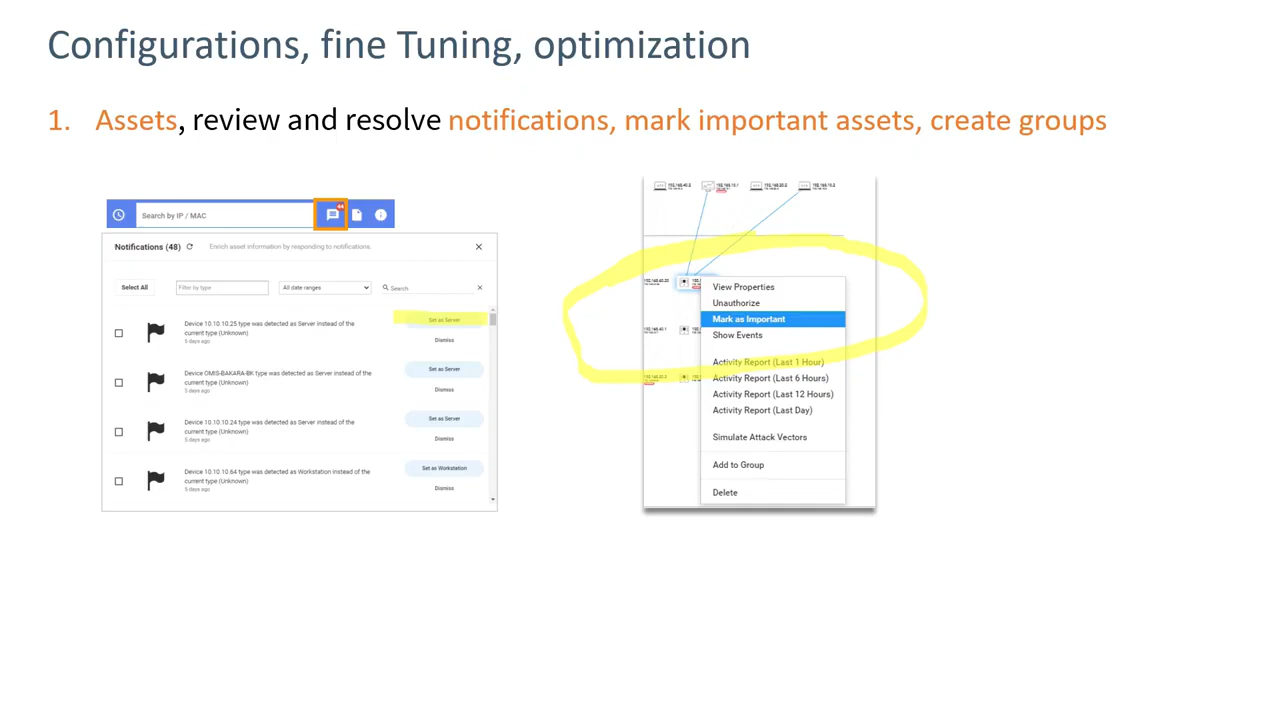 Configurations, fine Tuning, optimization
1. Assets, review and resolve notifications, mark important assets, create groups
Search by IP / MAC
Notifications (48)
Enrich asset information by responding to notifications.
Select All
Filter by type
All date ranges
Search
Device 10.10.10.25 type was detected as Server instead of the
current type (Unknown)
5 days ago
Set as Server
Dismiss
Device OMIS-BAKARA-BK type was detected as Server instead of the
current type (Unknown)
5 days ago
Set as Server
Dismiss
Device 10.10.10.24 type was detected as Server instead of the
current type (Unknown)
5 days ago
Set as Server
Dismiss
Device 10.10.10.64 type was detected as Workstation instead of the
current type (Unknown)
5 days ago
Set as Workstation
Dismiss
View Properties
Unauthorize
Mark as Important
Show Events
Activity Report (Last 1 Hour)
Activity Report (Last 6 Hours)
Activity Report (Last 12 Hours)
Activity Report (Last Day)
Simulate Attack Vectors
Add to Group
Delete